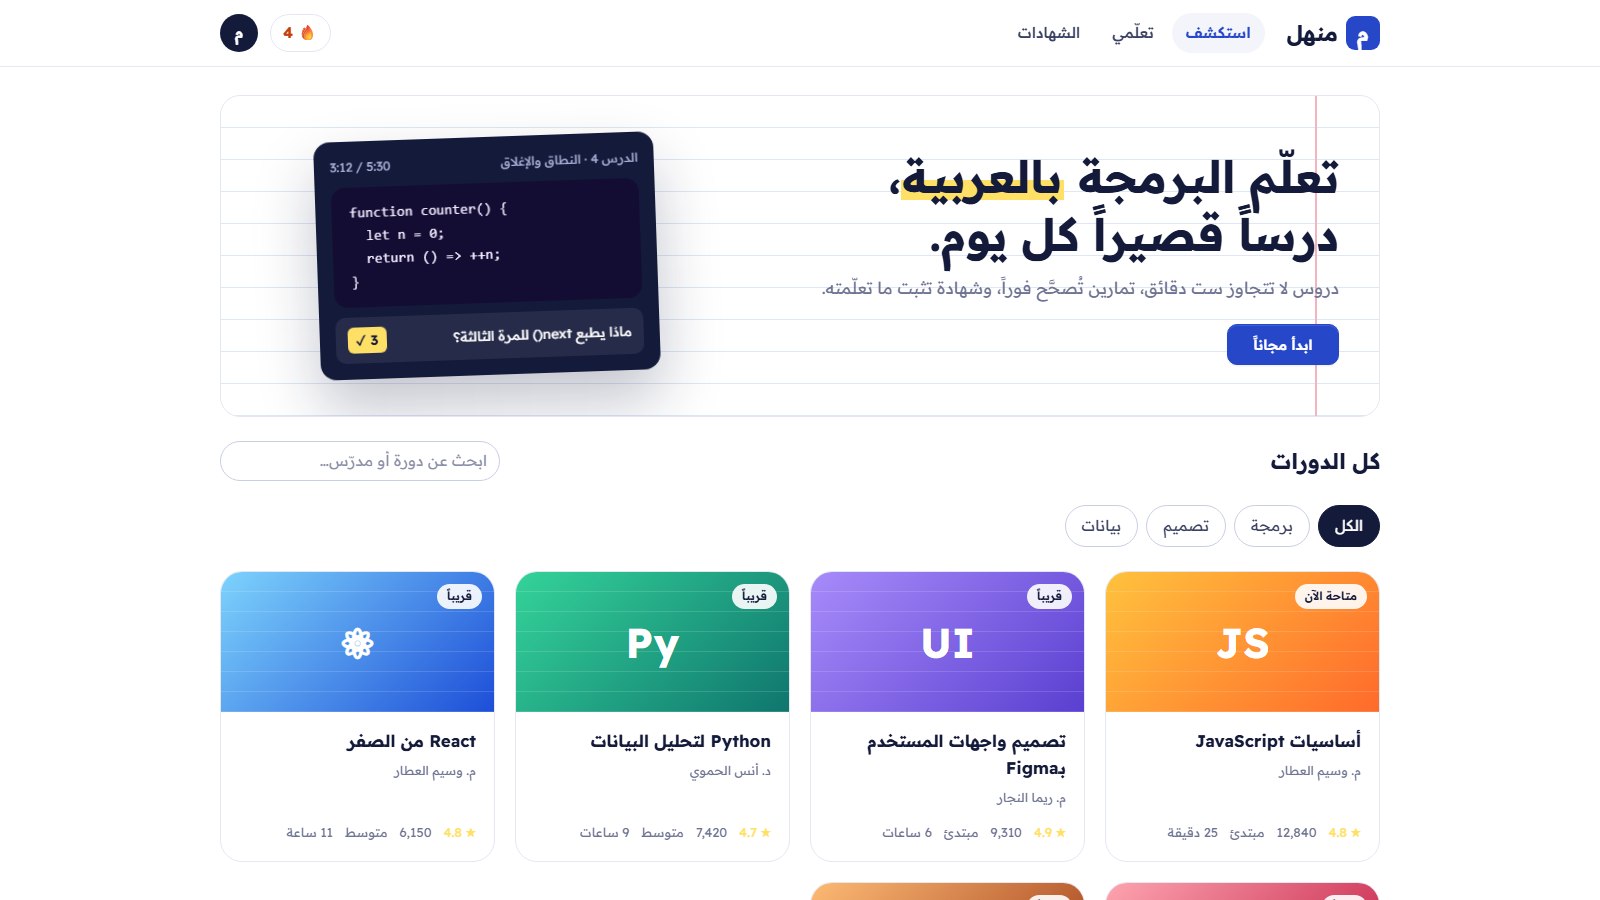 م منهل
استكشف
تعلّمي
الشهادات
🔥 4
م
تعلّم البرمجة بالعربية،
درساً قصيراً كل يوم.
دروس لا تتجاوز ست دقائق، تمارين تُصحَّح فوراً، وشهادة تثبت ما تعلّمته.
ابدأ مجاناً
الدرس 4 · النطاق والإغلاق
3:12 / 5:30
function counter() {
let n = 0;
return () => ++n;
}
ماذا يطبع next() للمرة الثالثة؟
3 ✓
كل الدورات
ابحث عن دورة أو مدرّس...
الكل
برمجة
تصميم
بيانات
متاحة الآن
JS
أساسيات JavaScript
م. وسيم العطار
★ 4.8 12,840 مبتدئ 25 دقيقة
قريباً
UI
تصميم واجهات المستخدم
بـFigma
م. ريما النجار
★ 4.9 9,310 مبتدئ 6 ساعات
قريباً
Py
Python لتحليل البيانات
د. أنس الحموي
★ 4.7 7,420 متوسط 9 ساعات
قريباً
❁
React من الصفر
م. وسيم العطار
★ 4.8 6,150 متوسط 11 ساعة